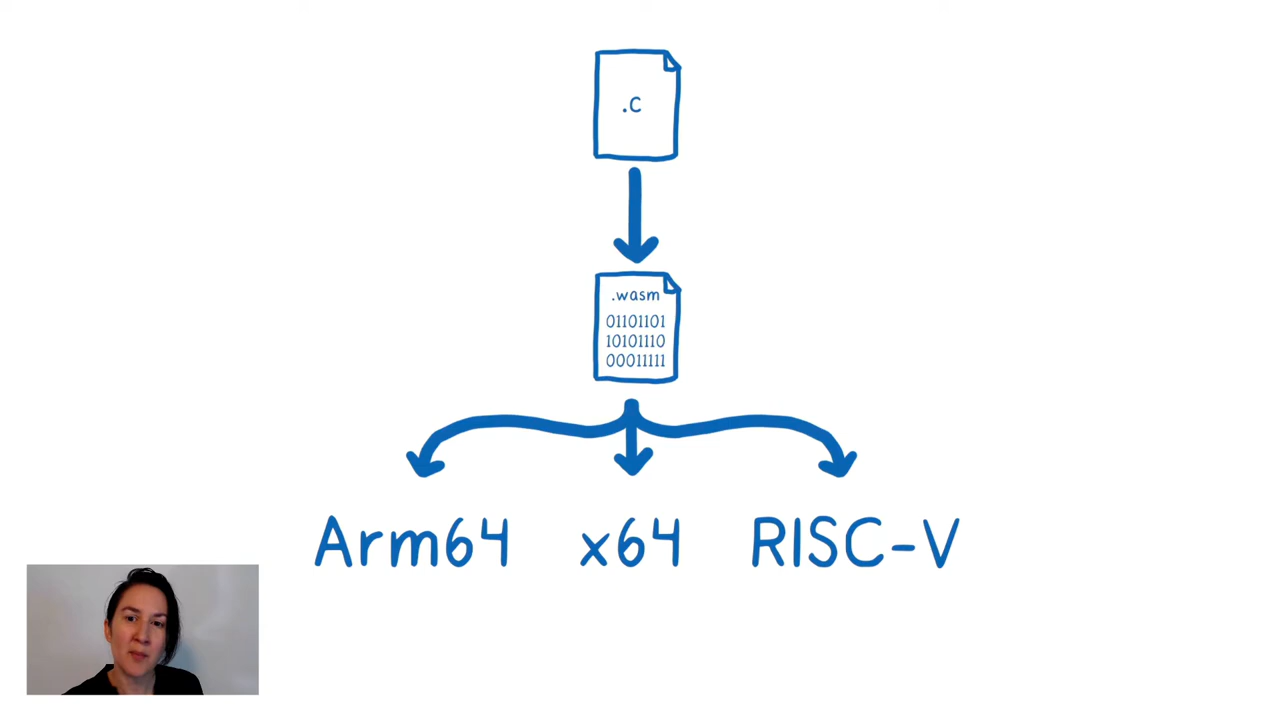 .c
.wasm
01101101
10101110
00011111
Arm64 x64 RISC-V